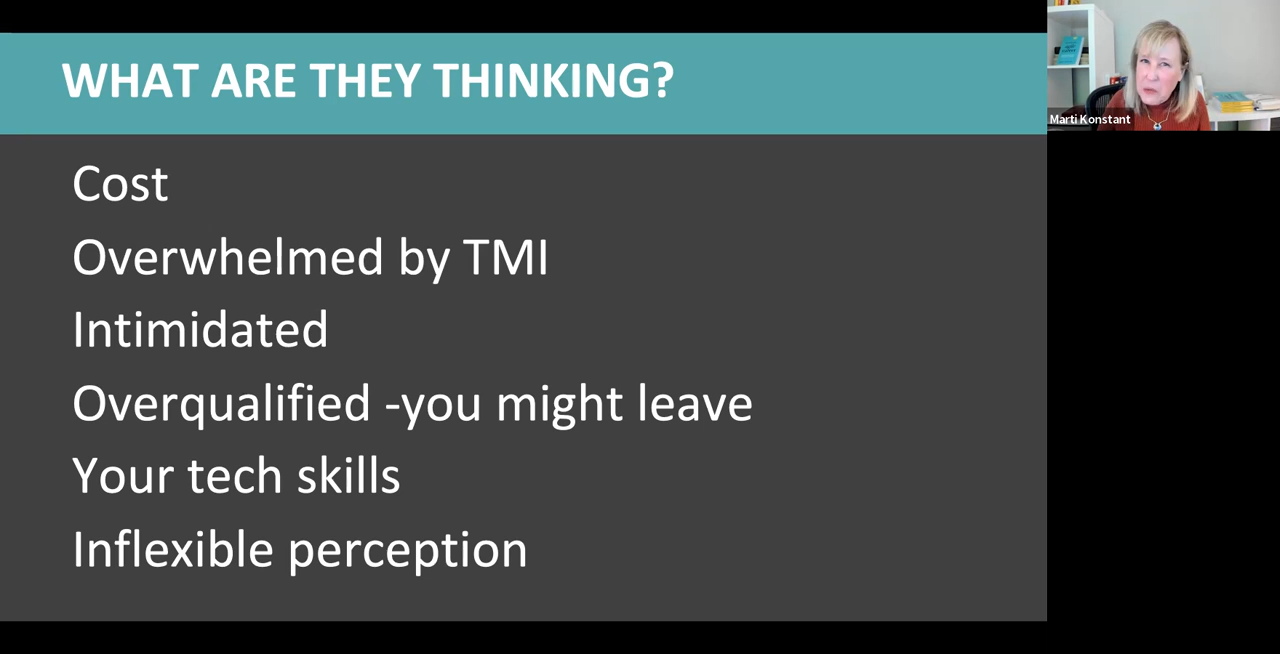 WHAT ARE THEY THINKING?
Cost
Overwhelmed by TMI
Intimidated
Overqualified -you might leave
Your tech skills
Inflexible perception
Marti Konstant